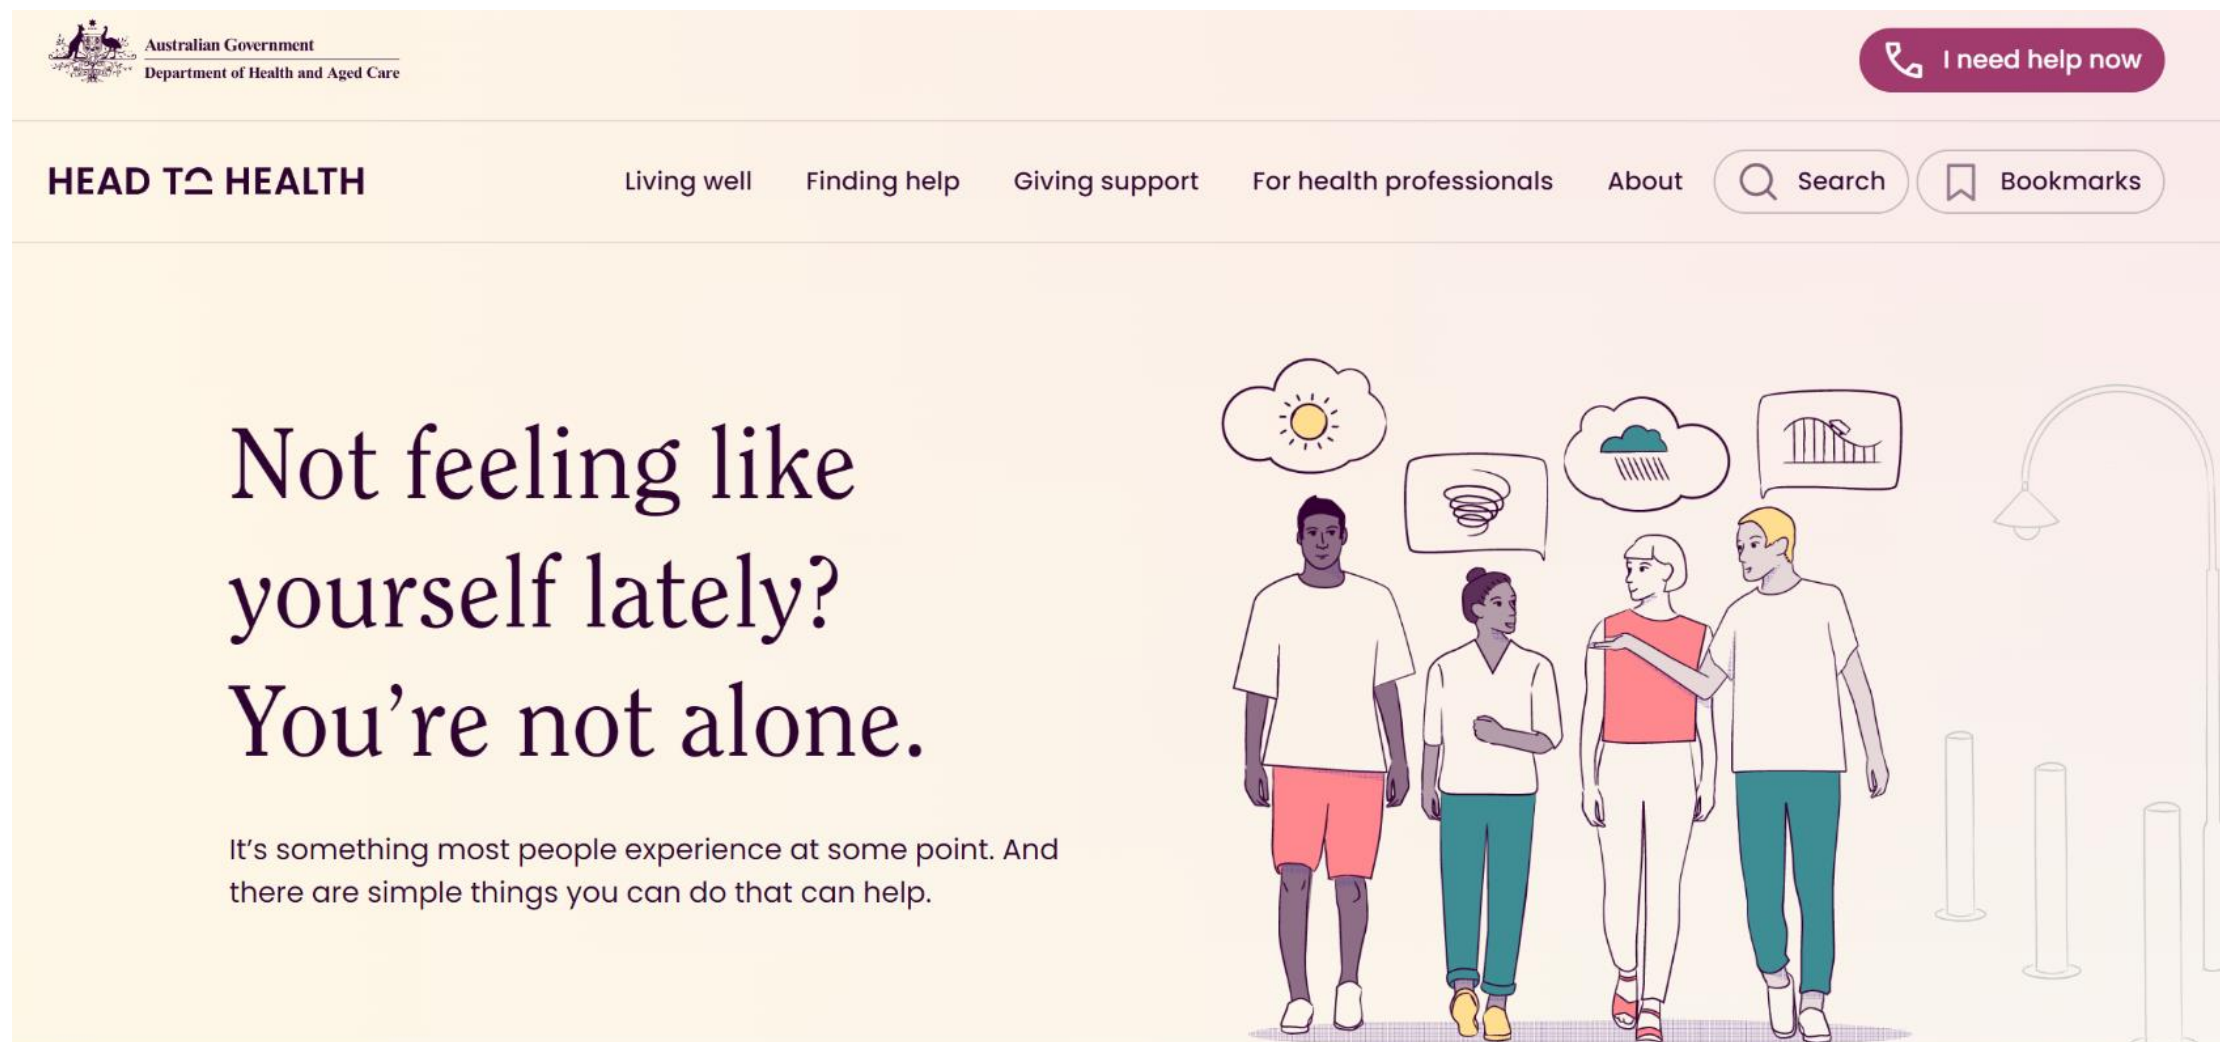 Australian Government
Department of Health and Aged Care
I need help now
HEAD TO HEALTH
Living well
Finding help
Giving support
For health professionals
About
Search
Bookmarks
Not feeling like
yourself lately?
You’re not alone.
It’s something most people experience at some point. And
there are simple things you can do that can help.